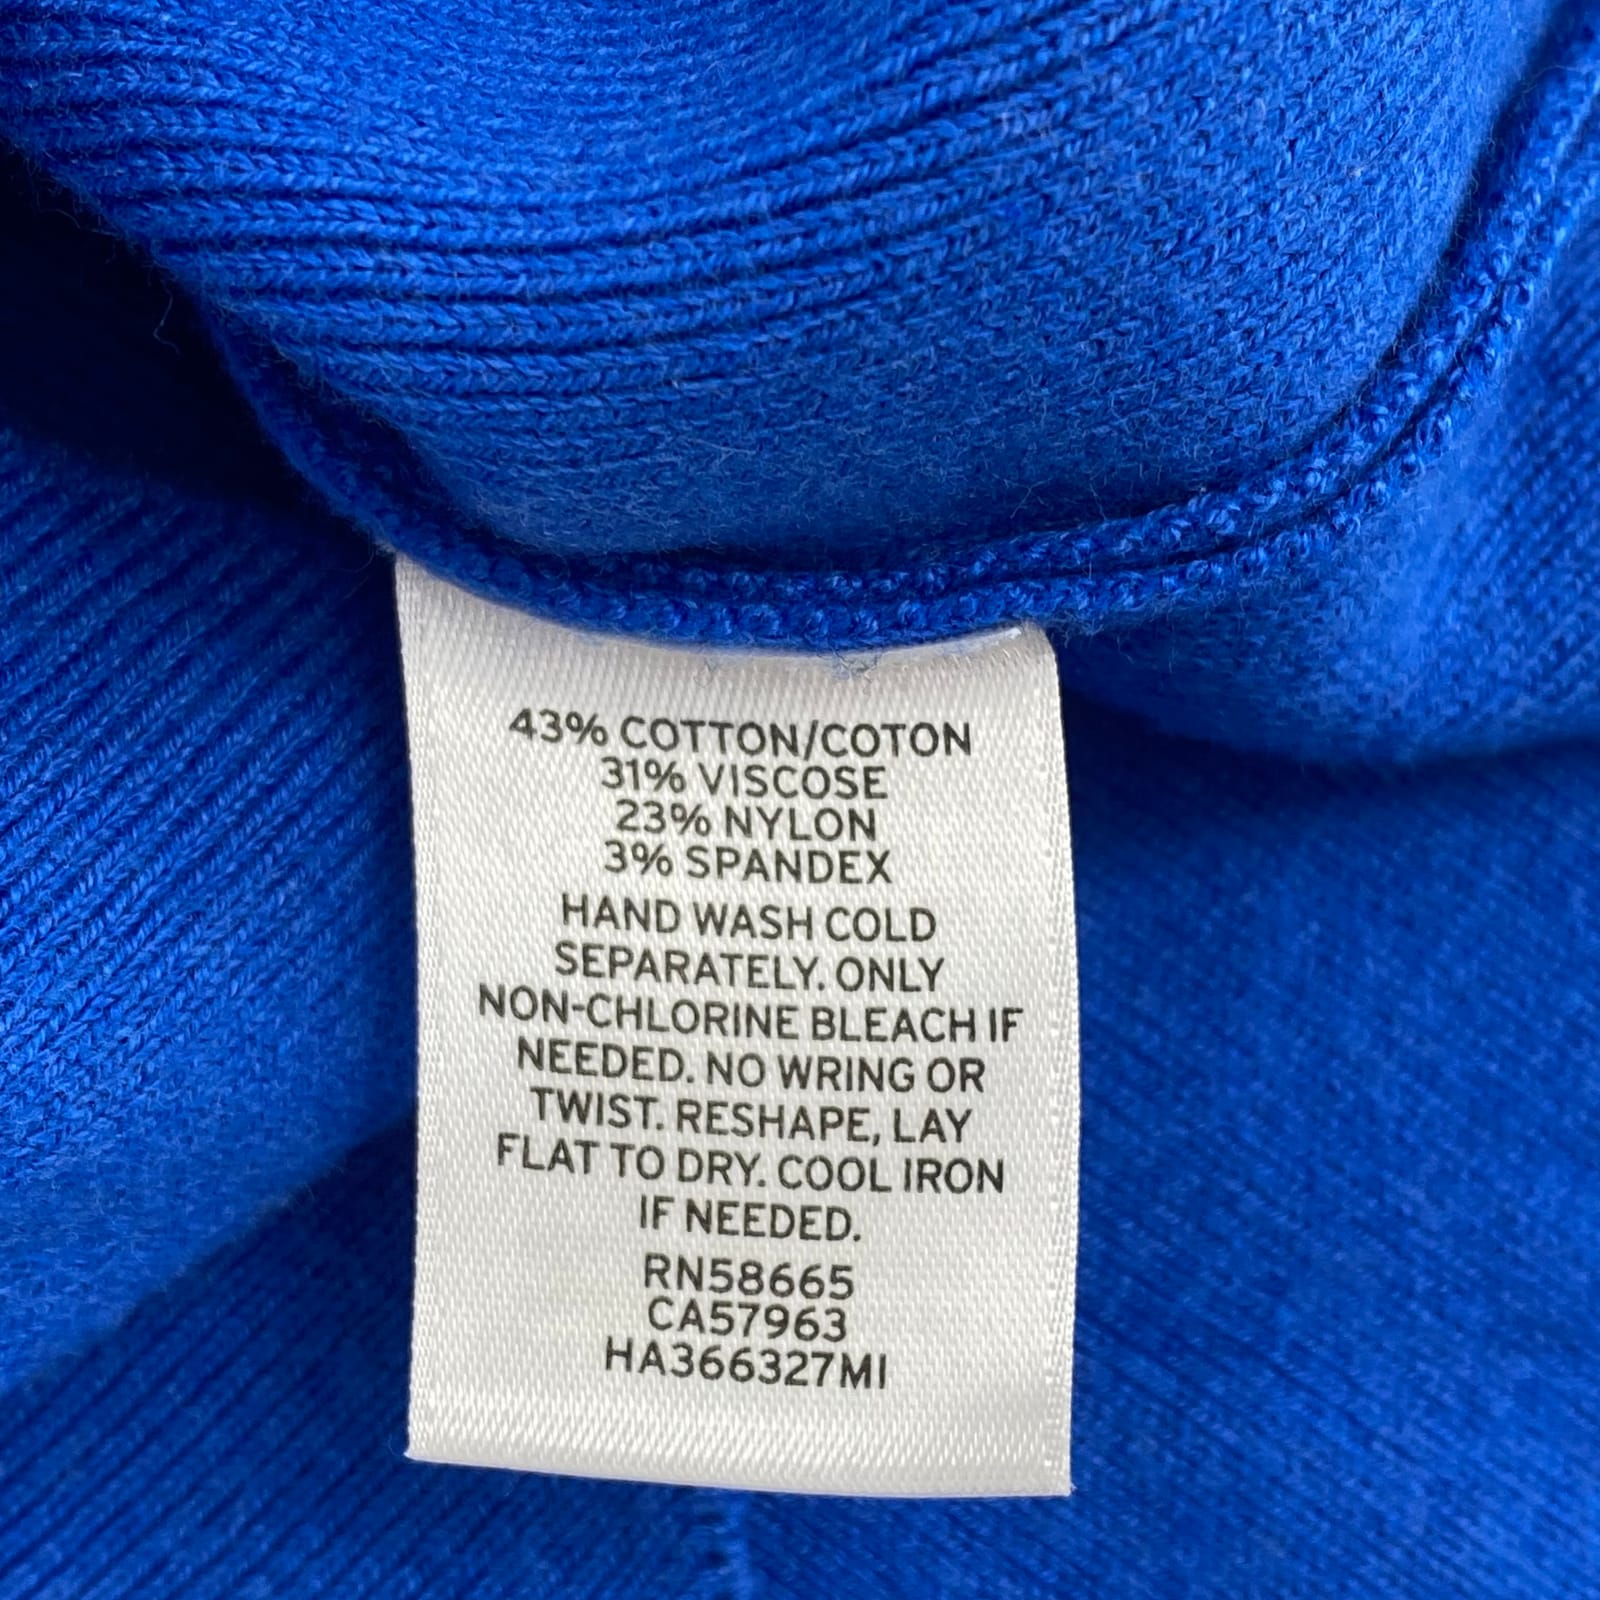 43% COTTON/COTON
31% VISCOSE
23% NYLON
3% SPANDEX
HAND WASH COLD
SEPARATELY. ONLY
NON-CHLORINE BLEACH IF
NEEDED. NO WRING OR
TWIST. RESHAPE, LAY
FLAT TO DRY. COOL IRON
IF NEEDED.
RN58665
CA57963
HA366327MI